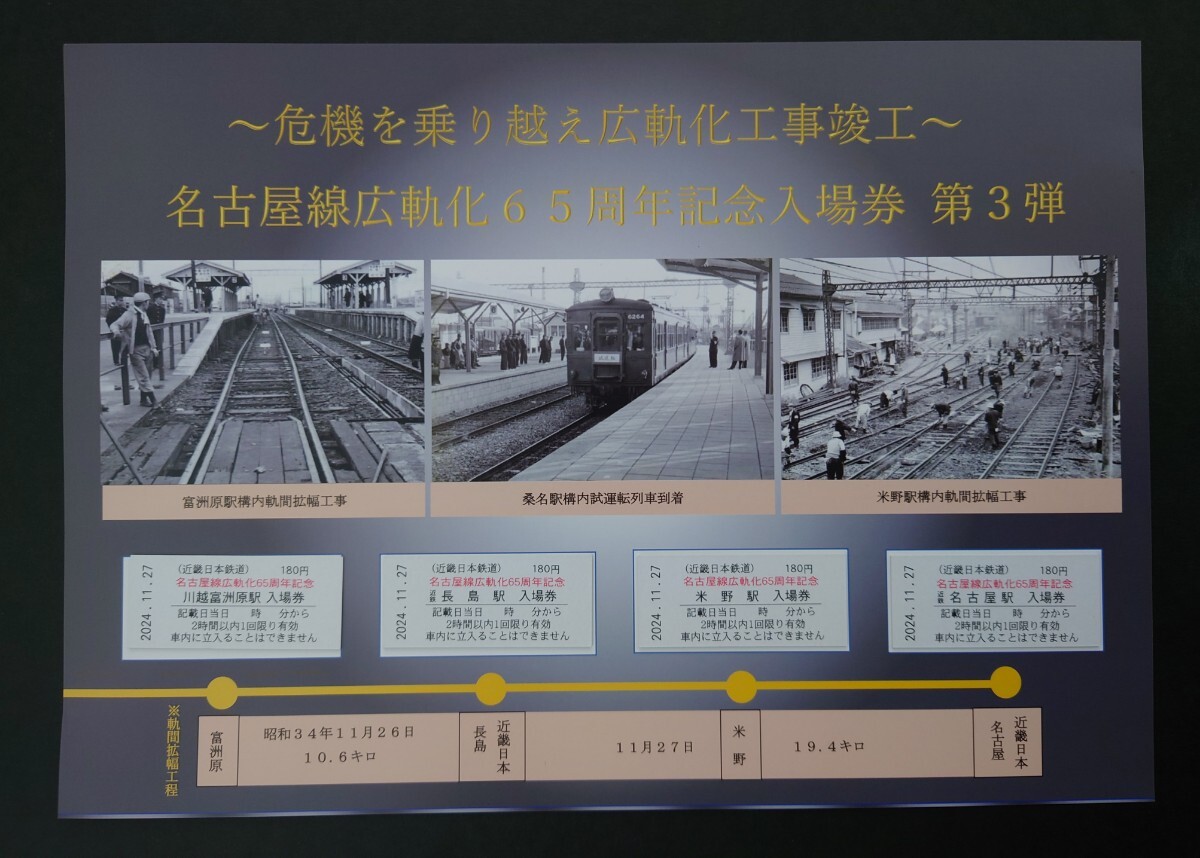 ～危機を乗り越え広軌化工事竣工～
名古屋線広軌化６５周年記念入場券 第３弾
5264
富洲原駅構内軌間拡幅工事
桑名駅構内試運転列車到着
米野駅構内軌間拡幅工事
2024.11.27
（近畿日本鉄道） 180円
名古屋線広軌化65周年記念
川越富洲原駅 入場券
記載日当日 時 分から
2時間以内1回限り有効
車内に立入ることはできません
2024.11.27
（近畿日本鉄道） 180円
名古屋線広軌化65周年記念
近鉄 長島駅 入場券
記載日当日 時 分から
2時間以内1回限り有効
車内に立入ることはできません
2024.11.27
（近畿日本鉄道） 180円
名古屋線広軌化65周年記念
米野駅 入場券
記載日当日 時 分から
2時間以内1回限り有効
車内に立入ることはできません
2024.11.27
（近畿日本鉄道） 180円
名古屋線広軌化65周年記念
近鉄 名古屋駅 入場券
記載日当日 時 分から
2時間以内1回限り有効
車内に立入ることはできません
※軌間拡幅工程
富洲原
昭和３４年１１月２６日
１０.６キロ
近畿日本
長島
１１月２７日
米野
１９.４キロ
近畿日本
名古屋